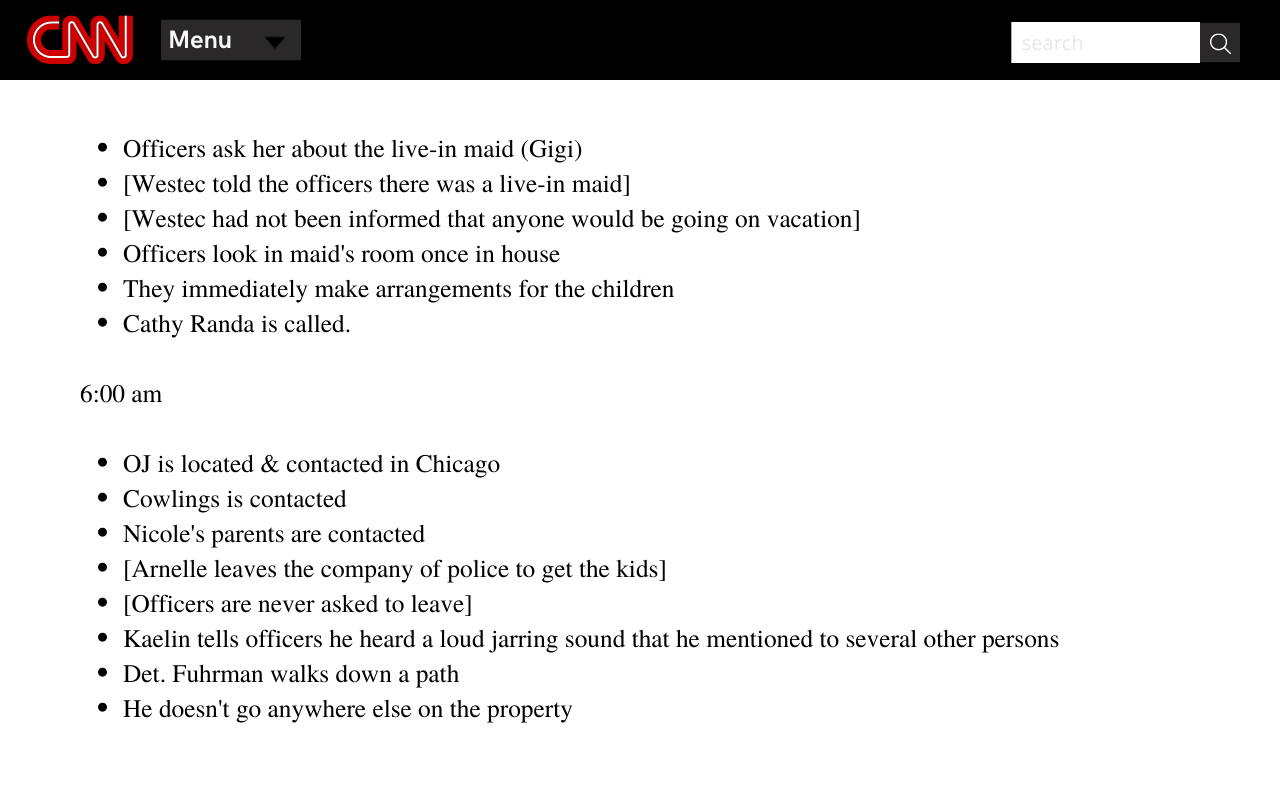 CNN
Menu
search
Officers ask her about the live-in maid (Gigi)
[Westec told the officers there was a live-in maid]
[Westec had not been informed that anyone would be going on vacation]
Officers look in maid's room once in house
They immediately make arrangements for the children
Cathy Randa is called.
6:00 am
OJ is located & contacted in Chicago
Cowlings is contacted
Nicole's parents are contacted
[Arnelle leaves the company of police to get the kids]
[Officers are never asked to leave]
Kaelin tells officers he heard a loud jarring sound that he mentioned to several other persons
Det. Fuhrman walks down a path
He doesn't go anywhere else on the property